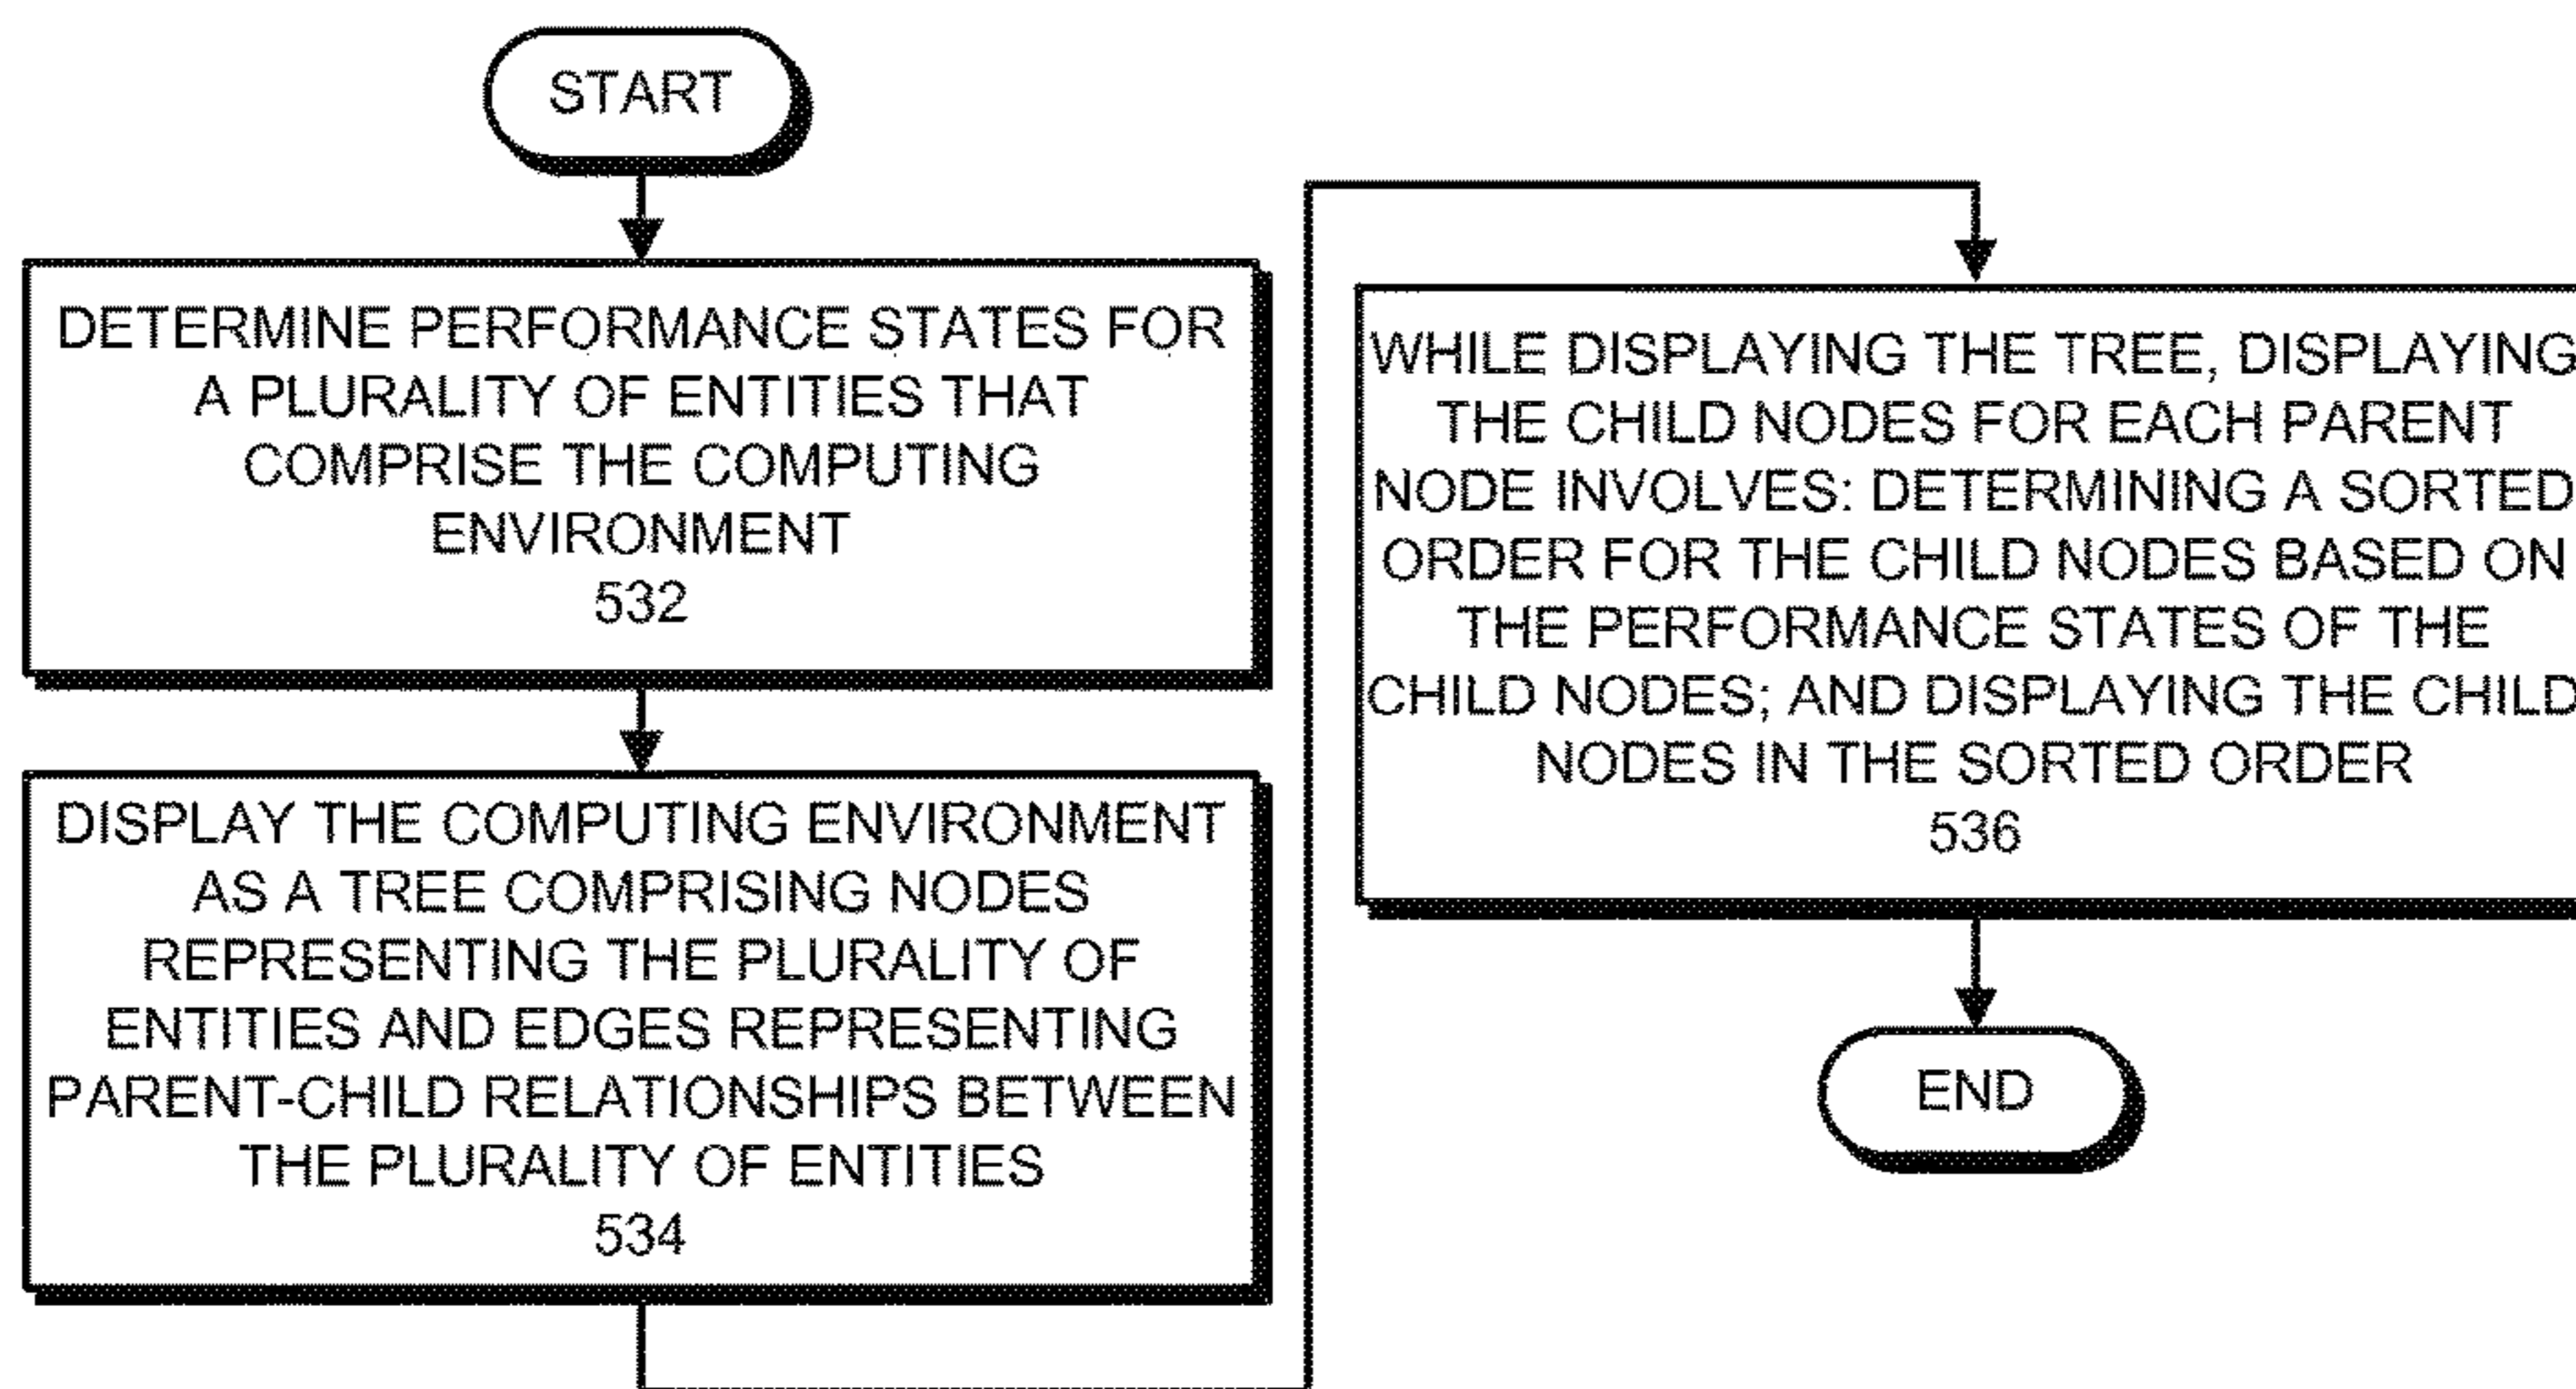 START
DETERMINE PERFORMANCE STATES FOR
A PLURALITY OF ENTITIES THAT
COMPRISE THE COMPUTING
ENVIRONMENT
532
DISPLAY THE COMPUTING ENVIRONMENT
AS A TREE COMPRISING NODES
REPRESENTING THE PLURALITY OF
ENTITIES AND EDGES REPRESENTING
PARENT-CHILD RELATIONSHIPS BETWEEN
THE PLURALITY OF ENTITIES
534
WHILE DISPLAYING THE TREE, DISPLAYING
THE CHILD NODES FOR EACH PARENT
NODE INVOLVES: DETERMINING A SORTED
ORDER FOR THE CHILD NODES BASED ON
THE PERFORMANCE STATES OF THE
CHILD NODES; AND DISPLAYING THE CHILD
NODES IN THE SORTED ORDER
536
END